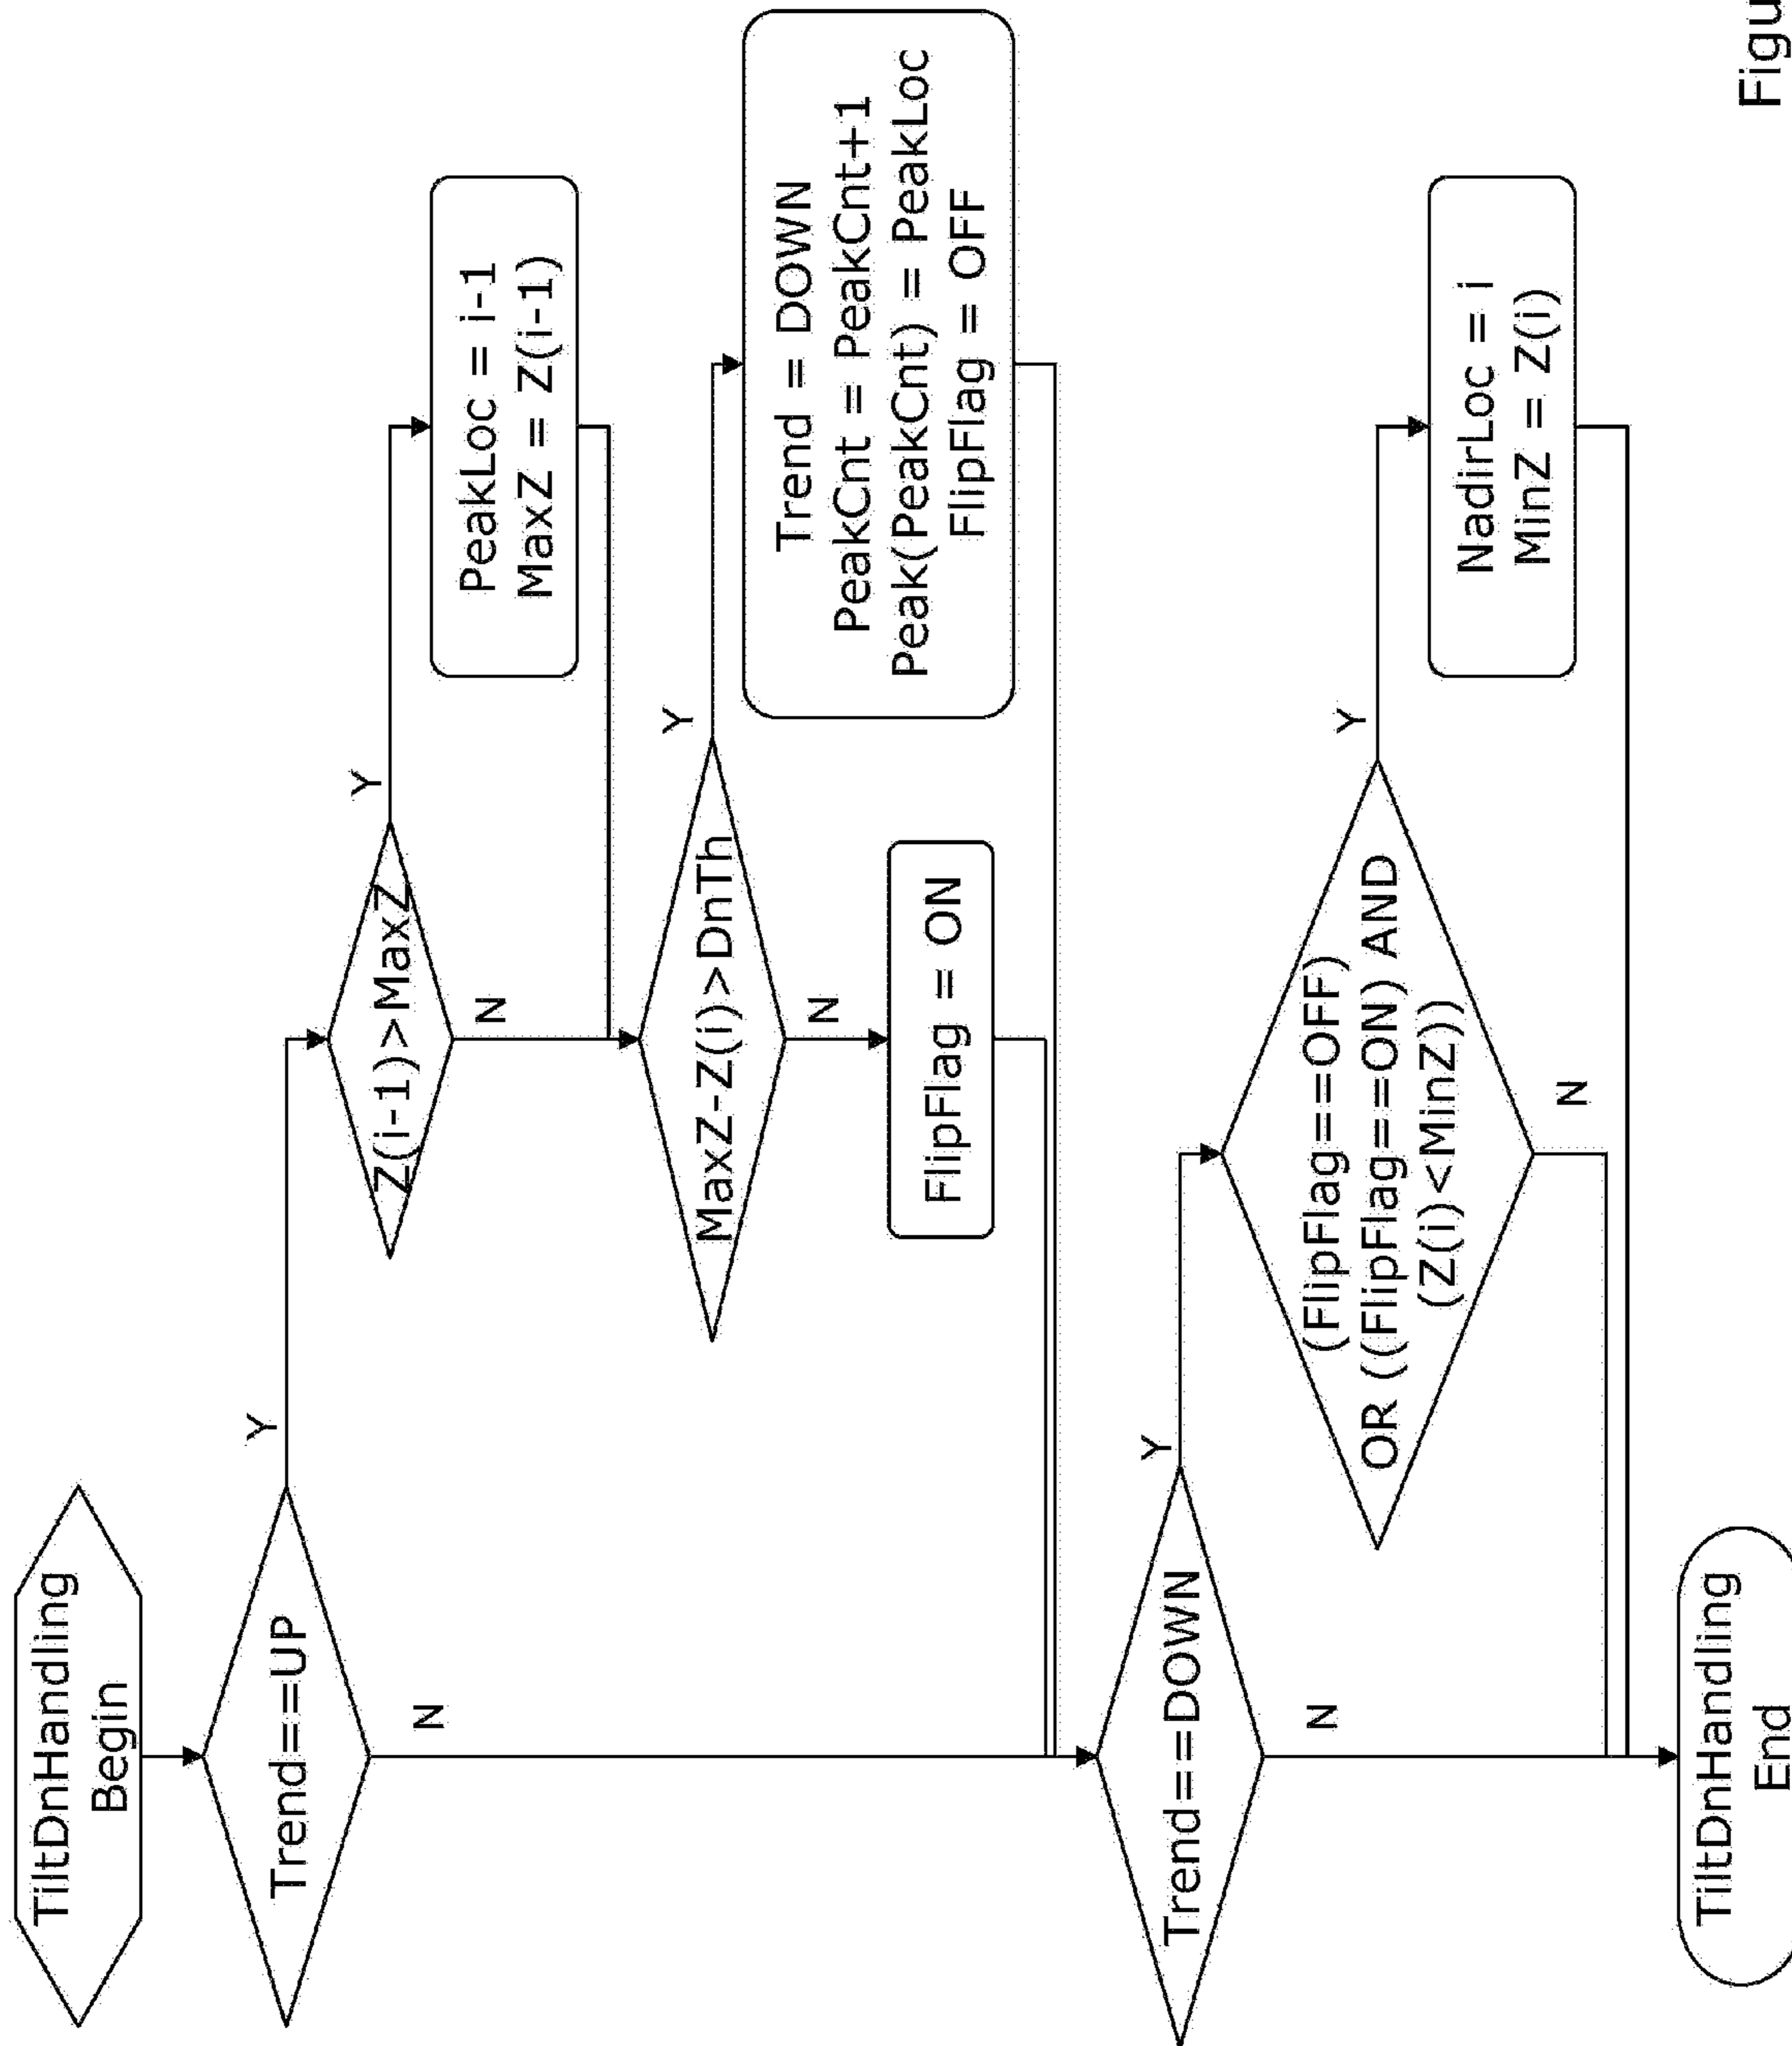 TiltDnHandling
Begin
Trend==UP
Y
N
Z(i-1)>MaxZ
Y
N
PeakLoc = i-1
MaxZ = Z(i-1)
MaxZ-Z(i)>DnTh
Y
N
Trend = DOWN
PeakCnt = PeakCnt+1
Peak(PeakCnt) = PeakLoc
FlipFlag = OFF
FlipFlag = ON
Trend==DOWN
Y
N
(FlipFlag==OFF)
OR ((FlipFlag==ON) AND
(Z(i)<MinZ))
Y
N
NadirLoc = i
MinZ = Z(i)
TiltDnHandling
End